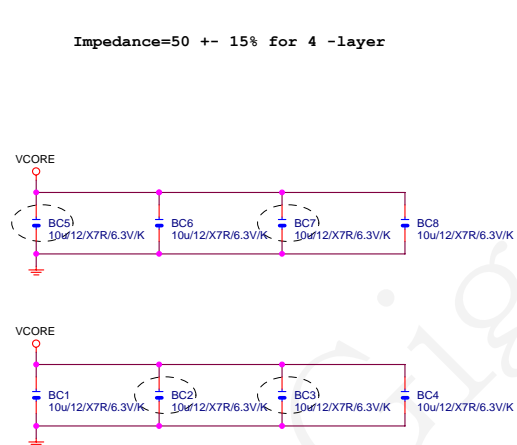 Impedance=50 +- 15% for 4 -layer
VCORE
BC5 BC6 BC7 BC8
10u/12/X7R/6.3V/K 10u/12/X7R/6.3V/K 10u/12/X7R/6.3V/K 10u/12/X7R/6.3V/K
VCORE
BC1 BC2 BC3 BC4
10u/12/X7R/6.3V/K 10u/12/X7R/6.3V/K 10u/12/X7R/6.3V/K 10u/12/X7R/6.3V/K
Gig